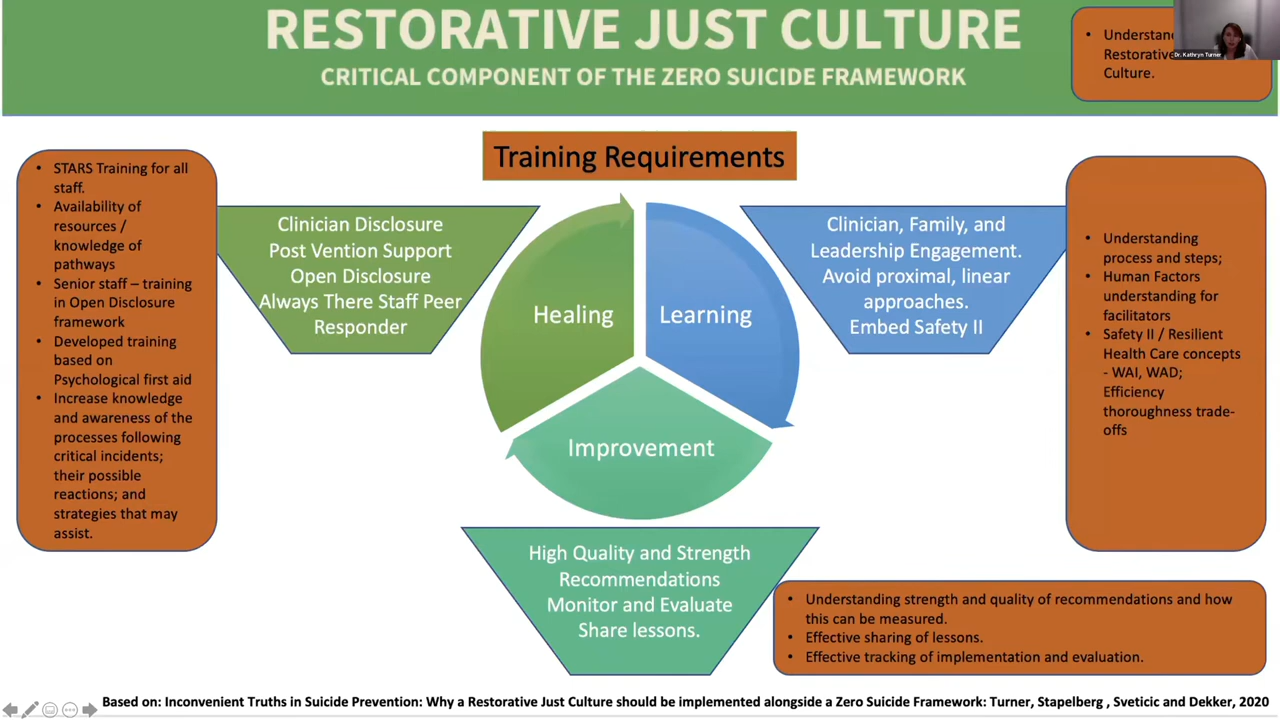 RESTORATIVE JUST CULTURE
CRITICAL COMPONENT OF THE ZERO SUICIDE FRAMEWORK
• Understand
Restorative
Culture.
Dr. Kathryn Turner
Training Requirements
• STARS Training for all
staff.
• Availability of
resources /
knowledge of
pathways
• Senior staff – training
in Open Disclosure
framework
• Developed training
based on
Psychological first aid
• Increase knowledge
and awareness of the
processes following
critical incidents;
their possible
reactions; and
strategies that may
assist.
Clinician Disclosure
Post Vention Support
Open Disclosure
Always There Staff Peer
Responder
Healing
Learning
Improvement
Clinician, Family, and
Leadership Engagement.
Avoid proximal, linear
approaches.
Embed Safety II
• Understanding
process and steps;
• Human Factors
understanding for
facilitators
• Safety II / Resilient
Health Care concepts
- WAI, WAD;
Efficiency
thoroughness trade-
offs
High Quality and Strength
Recommendations
Monitor and Evaluate
Share lessons.
• Understanding strength and quality of recommendations and how
this can be measured.
• Effective sharing of lessons.
• Effective tracking of implementation and evaluation.
Based on: Inconvenient Truths in Suicide Prevention: Why a Restorative Just Culture should be implemented alongside a Zero Suicide Framework: Turner, Stapelberg , Sveticic and Dekker, 2020